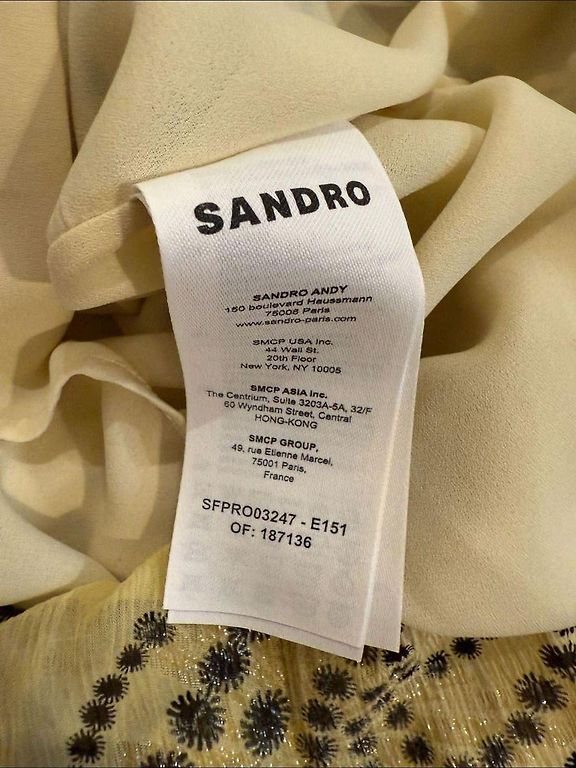 SANDRO
SANDRO ANDY
150 boulevard Haussmann
75008 Paris
www.sandro-paris.com
SMCP USA Inc.
44 Wall St.
20th Floor
New York, NY 10005
SMCP ASIA Inc.
The Centrium, Suite 3203A-5A, 32/F
60 Wyndham Street, Central
HONG-KONG
SMCP GROUP,
49, rue Etienne Marcel,
75001 Paris,
France
SFPRO03247 - E151
OF: 187136